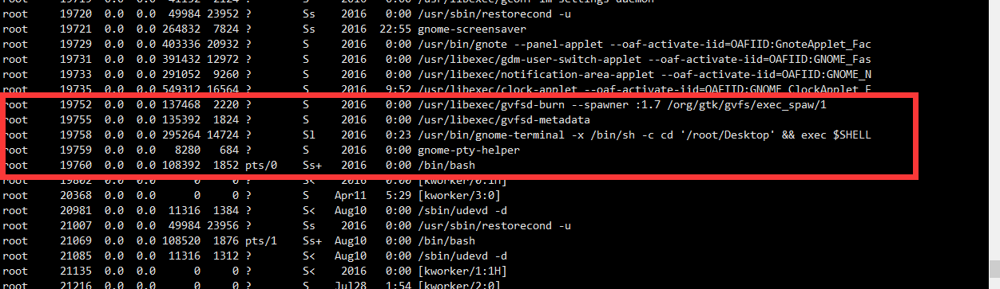 root 19719 0.0 0.0 41192 2124 ? S 2016 0:00 /usr/libexec/gconf-im-settings-daemon
root 19720 0.0 0.0 49984 23952 ? Ss 2016 0:00 /usr/sbin/restorecond -u
root 19721 0.0 0.0 264832 7824 ? Ss 2016 22:55 gnome-screensaver
root 19729 0.0 0.0 403336 20932 ? S 2016 0:00 /usr/bin/gnote --panel-applet --oaf-activate-iid=OAFIID:GnoteApplet_Fac
root 19731 0.0 0.0 391432 12972 ? S 2016 0:00 /usr/libexec/gdm-user-switch-applet --oaf-activate-iid=OAFIID:GNOME_Fas
root 19733 0.0 0.0 291052 9260 ? S 2016 0:00 /usr/libexec/notification-area-applet --oaf-activate-iid=OAFIID:GNOME_N
root 19735 0.0 0.0 549312 16564 ? S 2016 9:52 /usr/libexec/clock-applet --oaf-activate-iid=OAFIID:GNOME_ClockApplet_F
root 19752 0.0 0.0 137468 2220 ? S 2016 0:00 /usr/libexec/gvfsd-burn --spawner :1.7 /org/gtk/gvfs/exec_spaw/1
root 19755 0.0 0.0 135392 1824 ? S 2016 0:00 /usr/libexec/gvfsd-metadata
root 19758 0.0 0.0 295264 14724 ? Sl 2016 0:23 /usr/bin/gnome-terminal -x /bin/sh -c cd '/root/Desktop' && exec $SHELL
root 19759 0.0 0.0 8280 684 ? S 2016 0:00 gnome-pty-helper
root 19760 0.0 0.0 108392 1852 pts/0 Ss+ 2016 0:00 /bin/bash
root 19802 0.0 0.0 0 0 ? S< 2016 0:00 [kworker/0:1H]
root 20368 0.0 0.0 0 0 ? S Apr11 5:29 [kworker/3:0]
root 20981 0.0 0.0 11316 1384 ? S< Aug10 0:00 /sbin/udevd -d
root 21007 0.0 0.0 49984 23956 ? Ss 2016 0:00 /usr/sbin/restorecond -u
root 21069 0.0 0.0 108520 1876 pts/1 Ss+ Aug10 0:00 /bin/bash
root 21085 0.0 0.0 11316 1312 ? S< Aug10 0:00 /sbin/udevd -d
root 21135 0.0 0.0 0 0 ? S< 2016 0:00 [kworker/1:1H]
root 21216 0.0 0.0 0 0 ? S Jul28 1:54 [kworker/2:0]